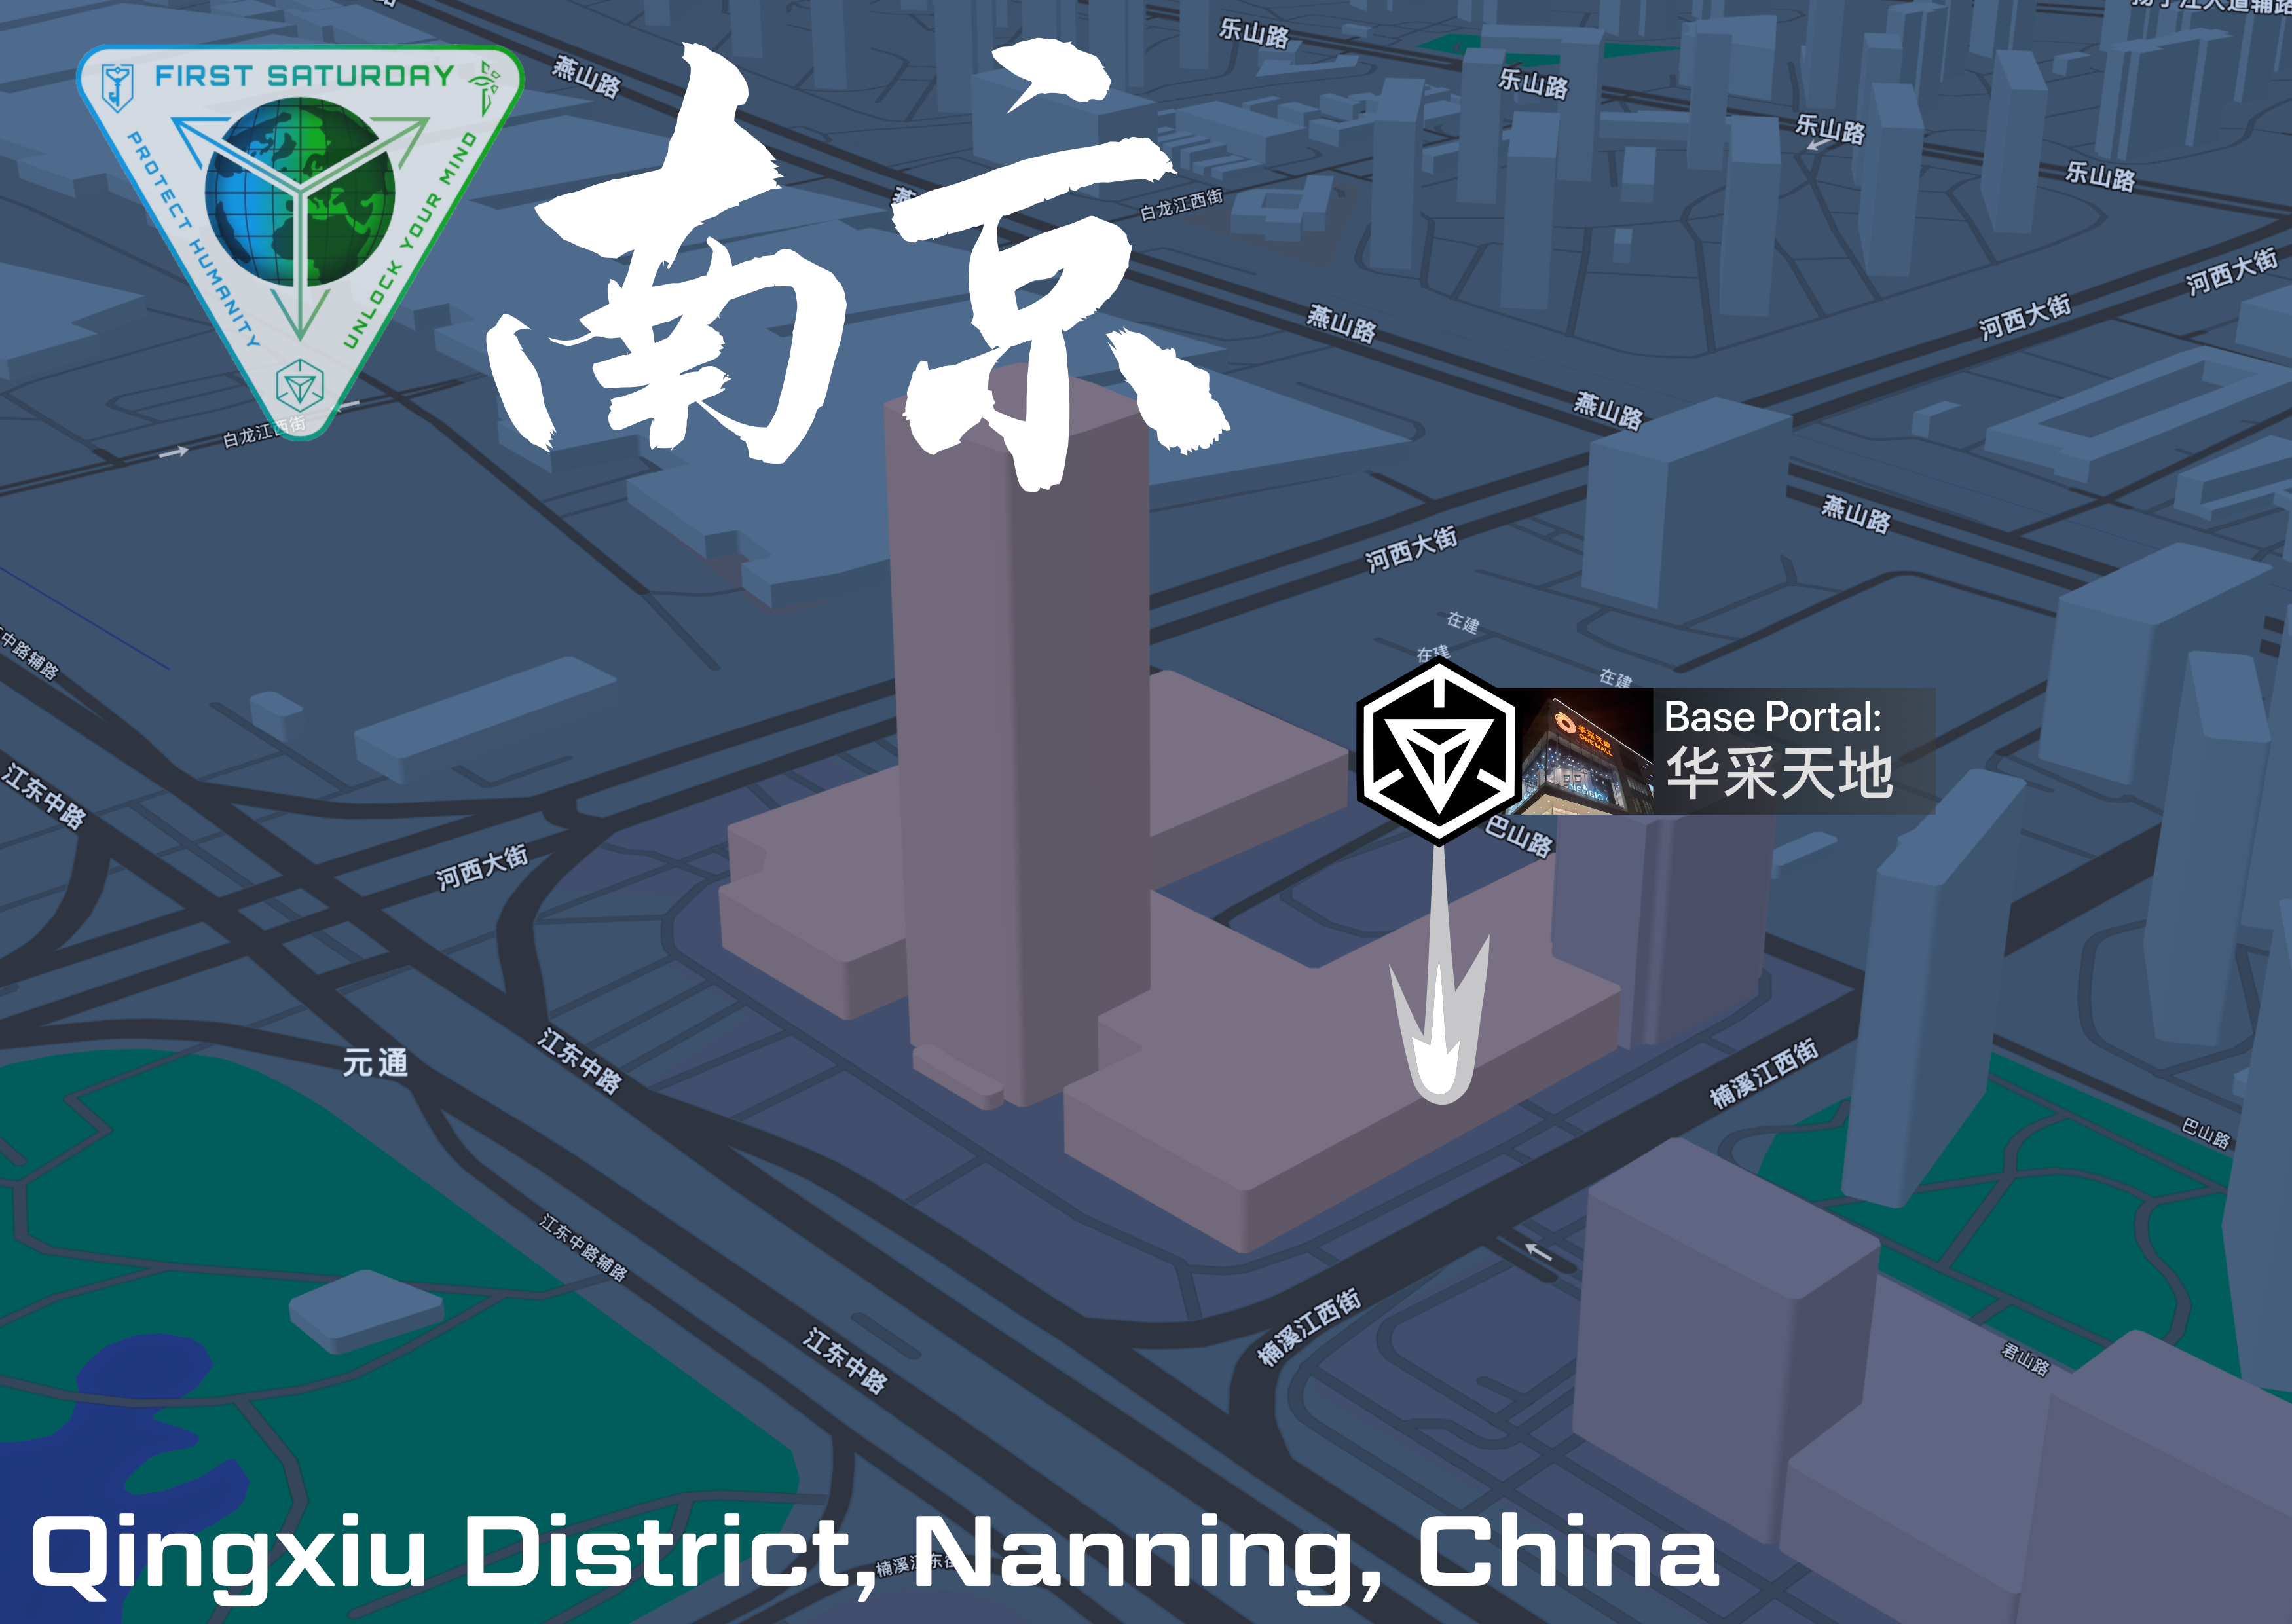 FIRST SATURDAY
PROTECT HUMANITY
UNLOCK YOUR MIND
南京
乐山路
乐山路
乐山路
乐山路
燕山路
白龙江西街
河西大街
河西大街
燕山路
燕山路
白龙江西街
燕山路
河西大街
在建
在建
在建
中路辅路
Base Portal:
华采天地
华采天地
ONE MALL
江东中路
巴山路
河西大街
元通
江东中路
楠溪江西街
巴山路
江东中路辅路
楠溪江西街
江东中路
君山路
Qingxiu District, Nanning, China